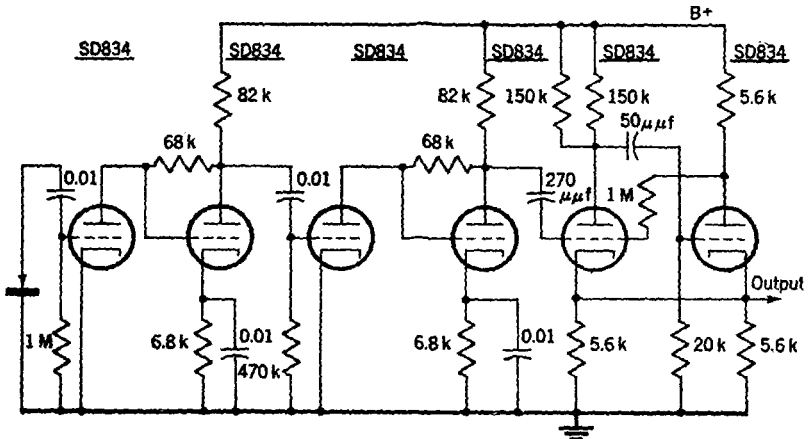 B+
SD834
SD834
SD834
SD834
SD834
SD834
82 k
82 k
150 k
150 k
5.6 k
50 μμf
68 k
68 k
0.01
0.01
270
μμf
1 M
Output
1 M
6.8 k
0.01
470 k
6.8 k
0.01
5.6 k
20 k
5.6 k